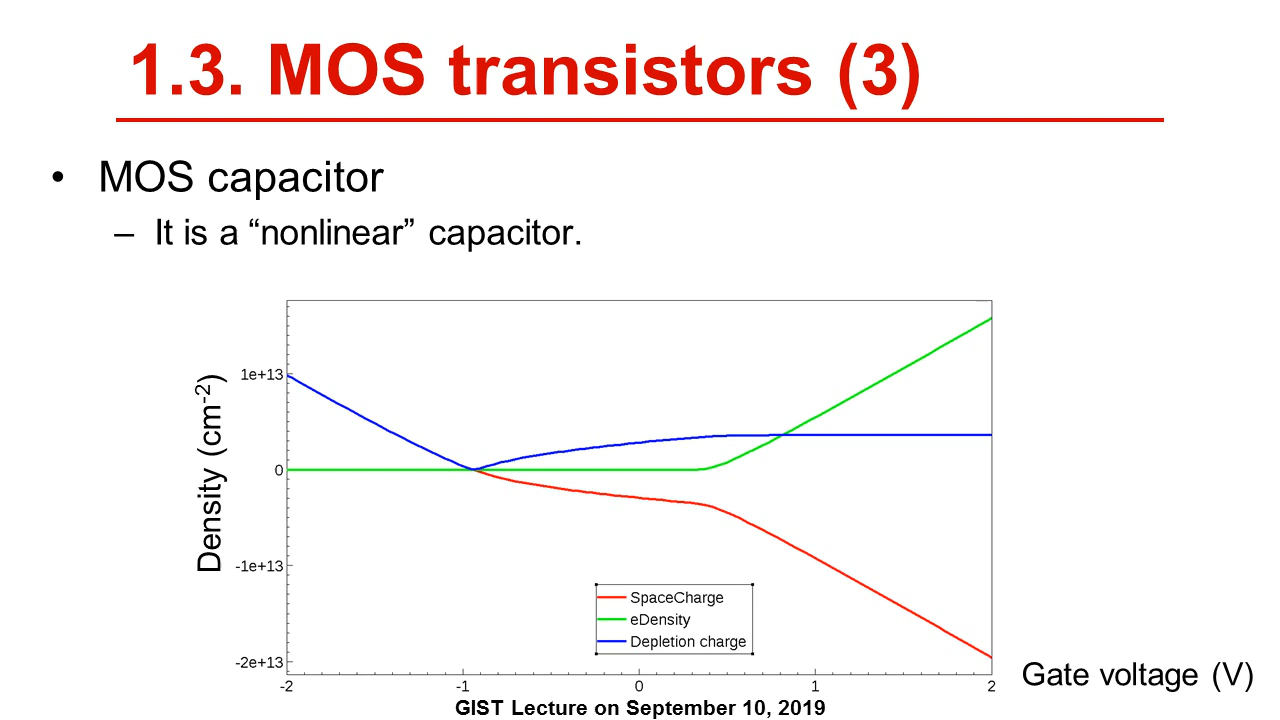 1.3. MOS transistors (3)
• MOS capacitor
– It is a “nonlinear” capacitor.
Density (cm-2)
1e+13
0
-1e+13
-2e+13
SpaceCharge
eDensity
Depletion charge
-2 -1 0 1 2
Gate voltage (V)
GIST Lecture on September 10, 2019